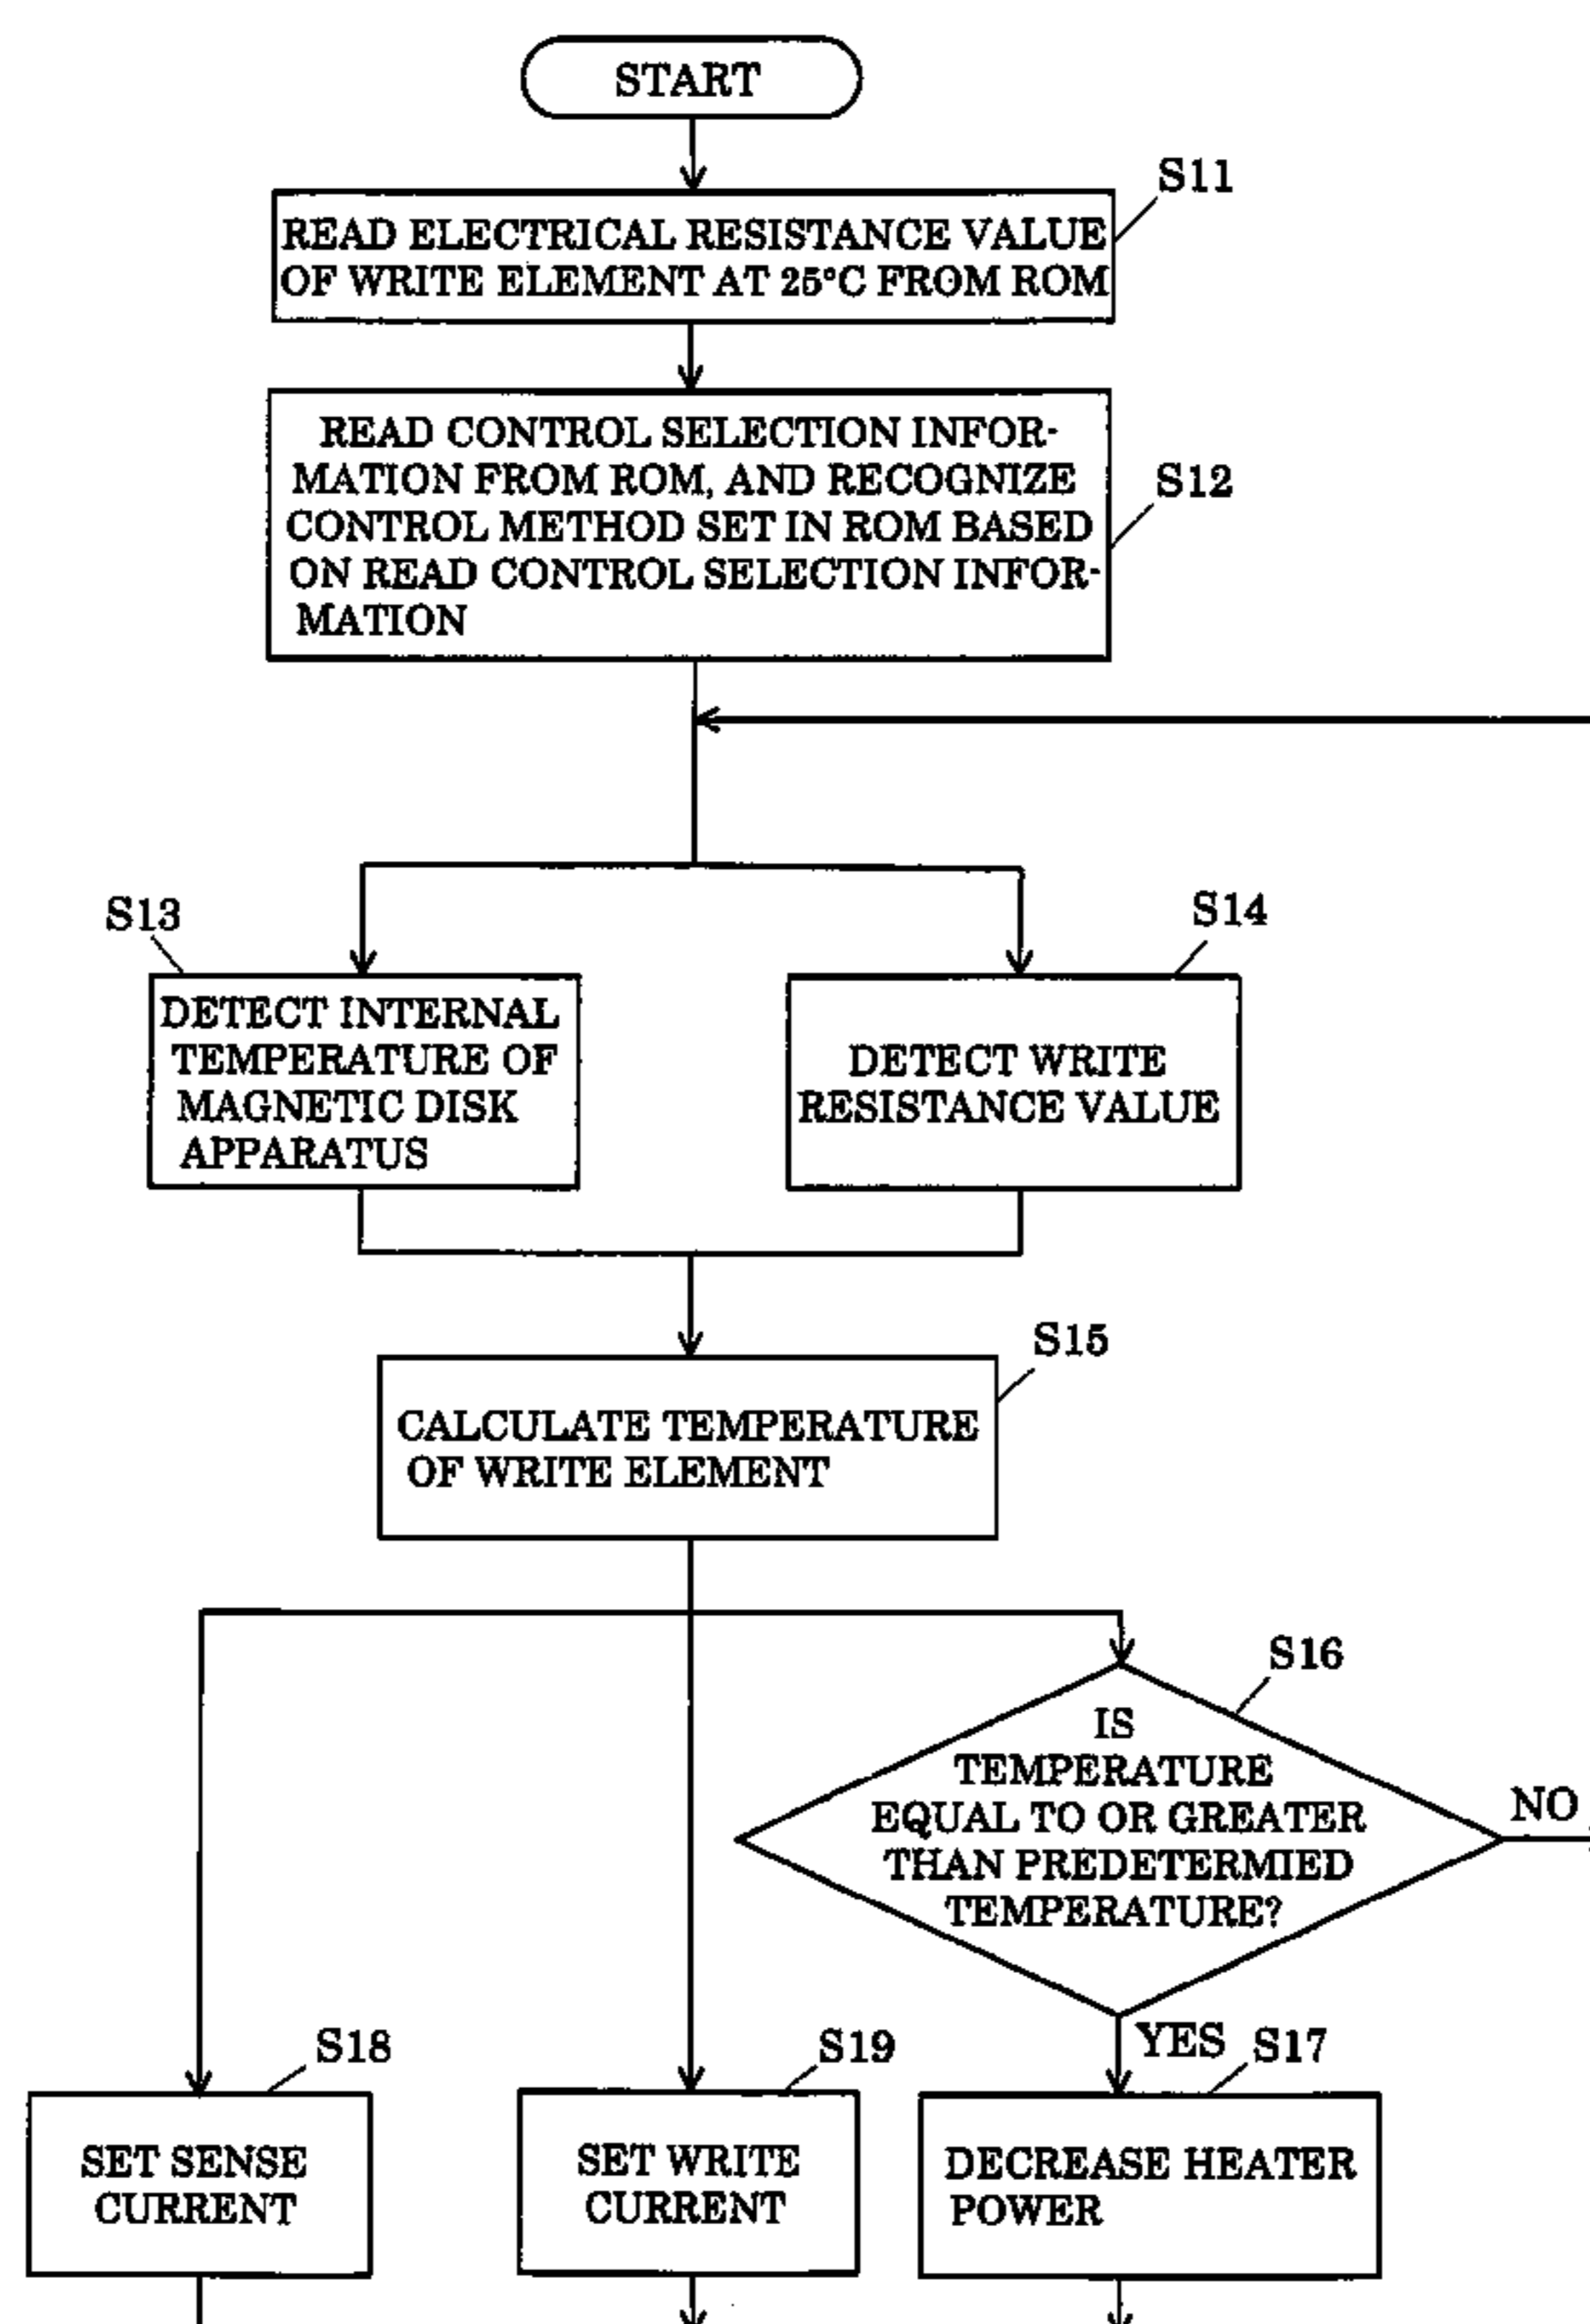 START
S11
READ ELECTRICAL RESISTANCE VALUE
OF WRITE ELEMENT AT 25°C FROM ROM
READ CONTROL SELECTION INFOR-
MATION FROM ROM, AND RECOGNIZE
CONTROL METHOD SET IN ROM BASED
ON READ CONTROL SELECTION INFOR-
MATION
S12
S13
S14
DETECT INTERNAL
TEMPERATURE OF
MAGNETIC DISK
APPARATUS
DETECT WRITE
RESISTANCE VALUE
S15
CALCULATE TEMPERATURE
OF WRITE ELEMENT
S16
IS
TEMPERATURE
EQUAL TO OR GREATER
THAN PREDETERMIED
TEMPERATURE?
NO
YES
S18
S19
S17
SET SENSE
CURRENT
SET WRITE
CURRENT
DECREASE HEATER
POWER